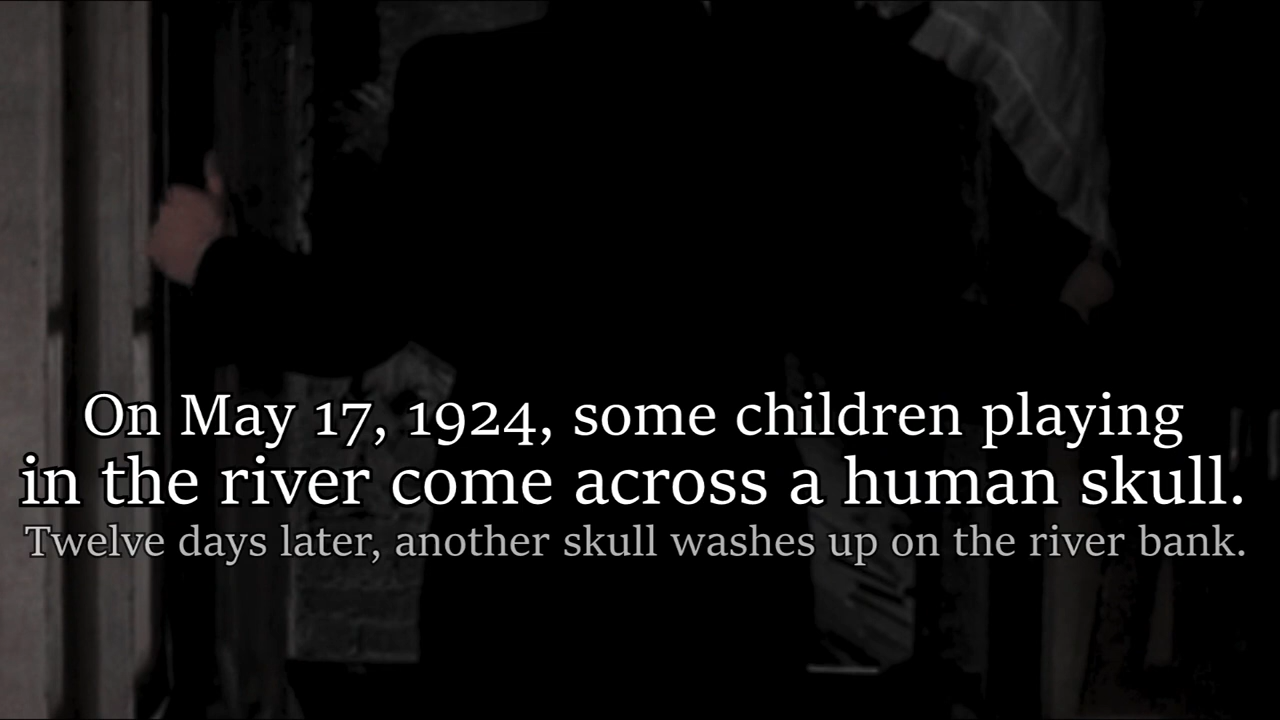 On May 17, 1924, some children playing
in the river come across a human skull.
Twelve days later, another skull washes up on the river bank.